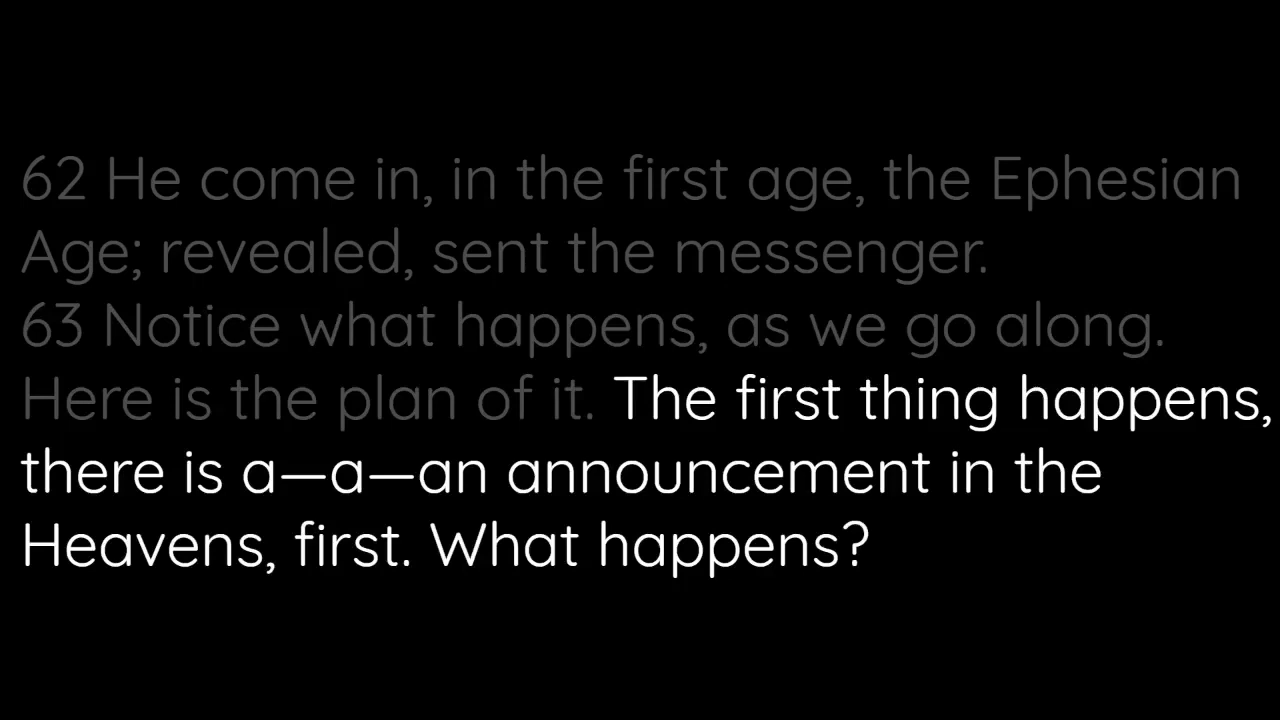 62 He come in, in the first age, the Ephesian
Age; revealed, sent the messenger.
63 Notice what happens, as we go along.
Here is the plan of it. The first thing happens,
there is a—a—an announcement in the
Heavens, first. What happens?